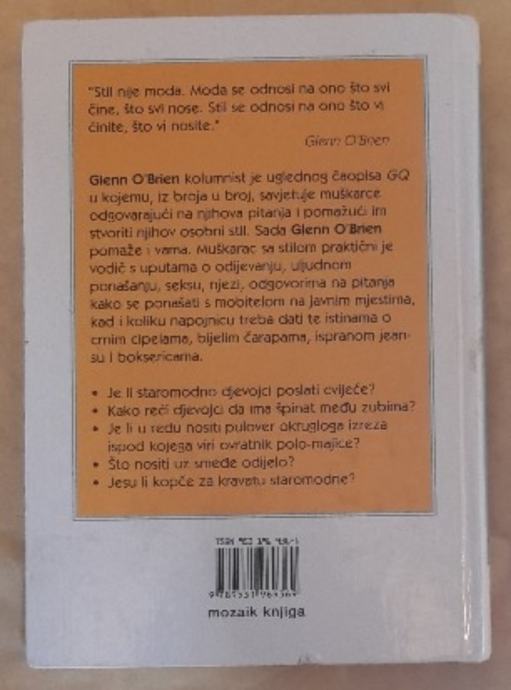 "Stil nije moda. Moda se odnosi na ono što svi
čine, što svi nose. Stil se odnosi na ono što vi
činite, što vi nosite."
Glenn O'Brien
Glenn O'Brien kolumnist je uglednog časopisa GQ
u kojemu, iz broja u broj, savjetuje muškarce
odgovarajući na njihova pitanja i pomažući im
stvoriti njihov osobni stil. Sada Glenn O'Brien
pomaže i vama. Muškarac sa stilom praktični je
vodič s uputama o odijevanju, uljudnom
ponašanju, seksu, njezi, odgovorima na pitanja
kako se ponašati s mobitelom na javnim mjestima,
kad i koliku napojnicu treba dati te istinama o
crnim cipelama, bijelim čarapama, ispranom jean-
su i boksericama.
• Je li staromodno djevojci poslati cvijeće?
• Kako reći djevojci da ima špinat među zubima?
• Je li u redu nositi pulover okrugloga izreza
ispod kojega viri ovratnik polo-majice?
• Što nositi uz smeđe odijelo?
• Jesu li kopče za kravatu staromodne?
ISBN
mozaik knjiga